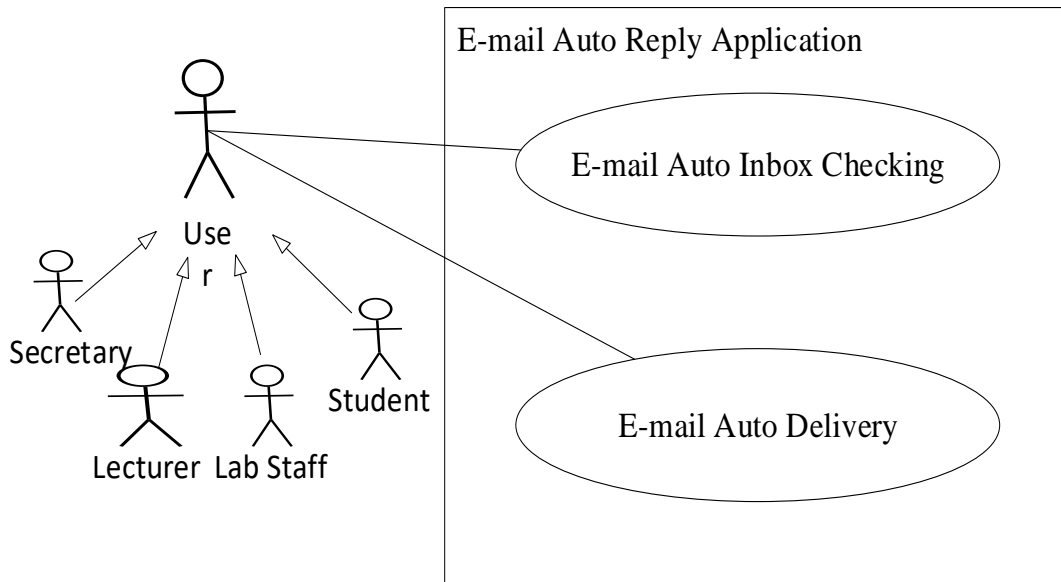 E-mail Auto Reply Application
E-mail Auto Inbox Checking
Use
r
Secretary
Student
Lecturer
Lab Staff
E-mail Auto Delivery